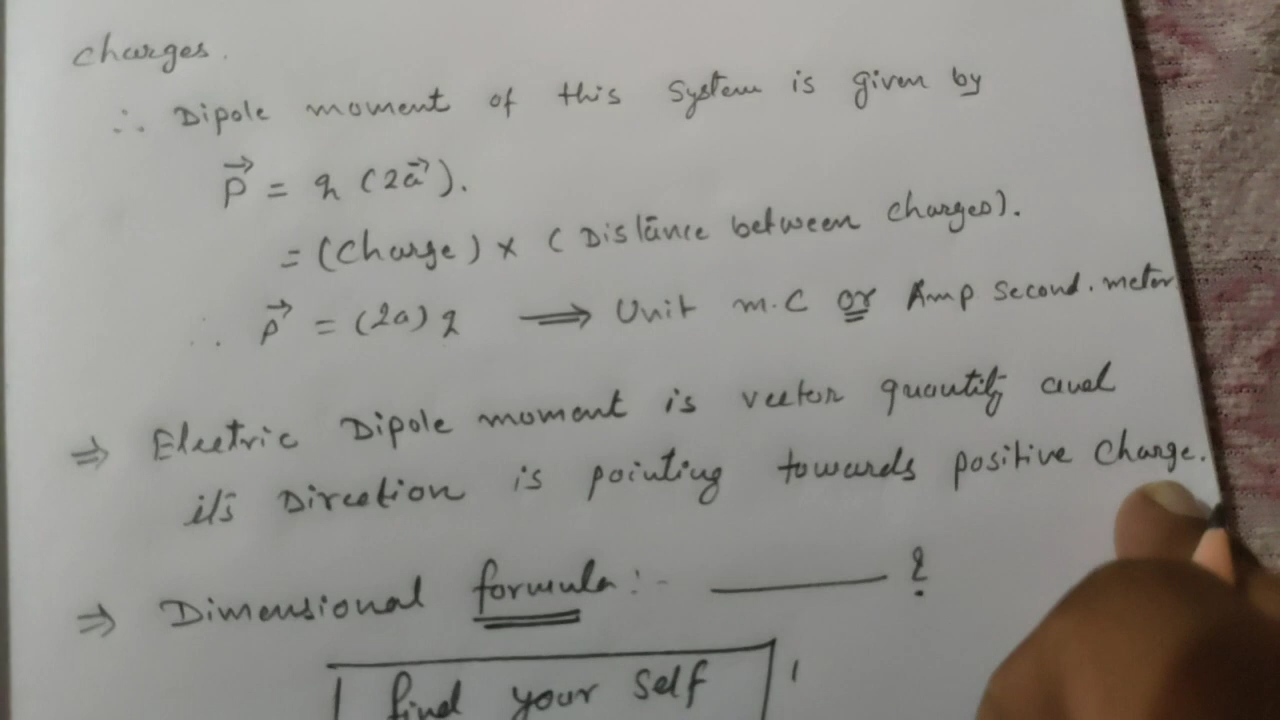 charges.
∴ Dipole moment of this System is given by
p⃗ = q (2a⃗).
= (Charge) × (Distance between charges).
∴ p⃗ = (2a) q ⟹ Unit m.C or Amp second.meter
⇒ Electric Dipole moment is vector quantity and
it's Direction is pointing towards positive Charge.
⇒ Dimensional formula:- ———— ?
find your self